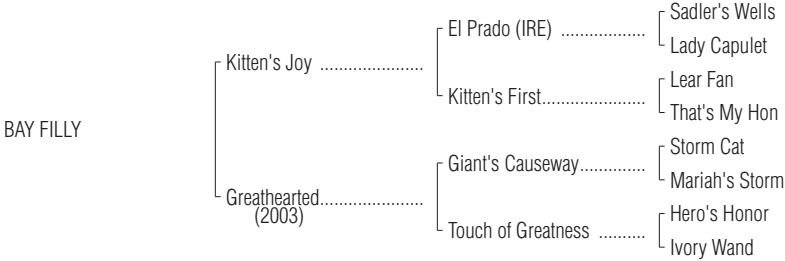 Sadler's Wells
El Prado (IRE) ..................
Lady Capulet
Kitten's Joy ......................
Lear Fan
Kitten's First......................
That's My Hon
BAY FILLY
Storm Cat
Giant's Causeway..............
Mariah's Storm
Greathearted......................
(2003)
Hero's Honor
Touch of Greatness ..........
Ivory Wand